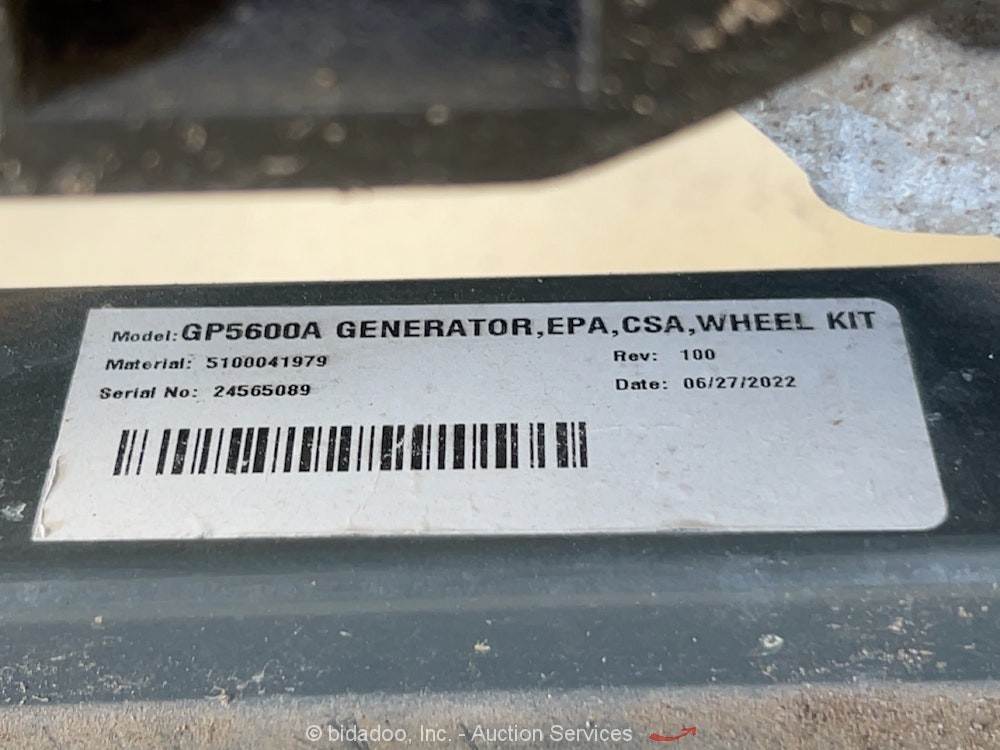 Model: GP5600A GENERATOR,EPA,CSA,WHEEL KIT
Material: 5100041979 Rev: 100
Serial No: 24565089 Date: 06/27/2022
© bidadoo, Inc. - Auction Services